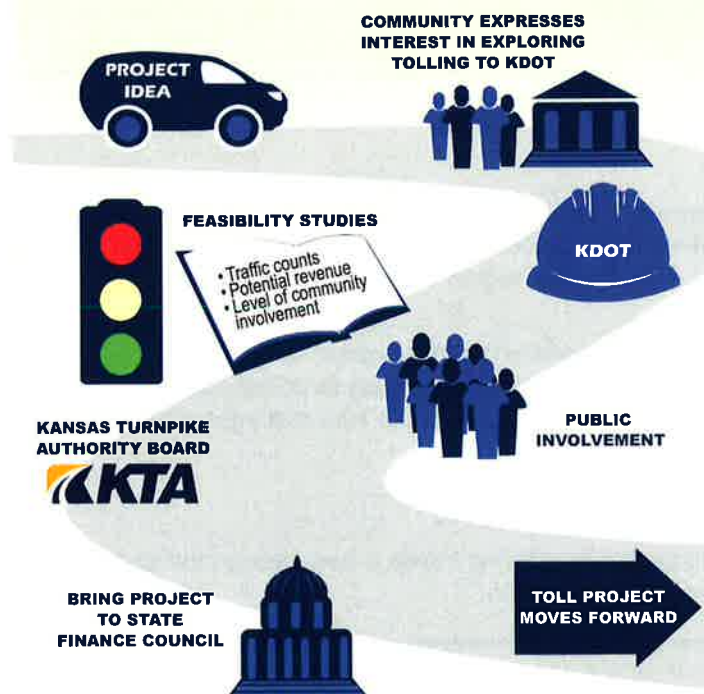 PROJECT
IDEA
COMMUNITY EXPRESSES
INTEREST IN EXPLORING
TOLLING TO KDOT
KDOT
FEASIBILITY STUDIES
• Traffic counts
• Potential revenue
• Level of community
involvement
PUBLIC
INVOLVEMENT
KANSAS TURNPIKE
AUTHORITY BOARD
KTA
BRING PROJECT
TO STATE
FINANCE COUNCIL
TOLL PROJECT
MOVES FORWARD